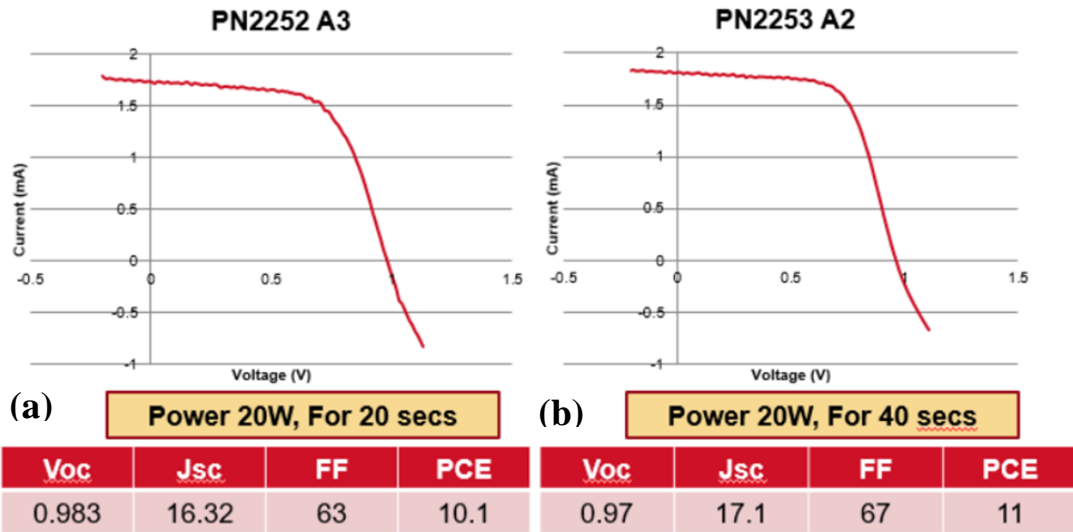 PN2252 A3
2
1.5
1
0.5
0
-0.5
-1
-0.5
0
0.5
1
1.5
Current (mA)
Voltage (V)
(a)
Power 20W, For 20 secs
Voc Jsc FF PCE
0.983 16.32 63 10.1
PN2253 A2
2
1.5
1
0.5
0
-0.5
-1
-0.5
0
0.5
1
1.5
Current (mA)
Voltage (V)
(b)
Power 20W, For 40 secs
Voc Jsc FF PCE
0.97 17.1 67 11